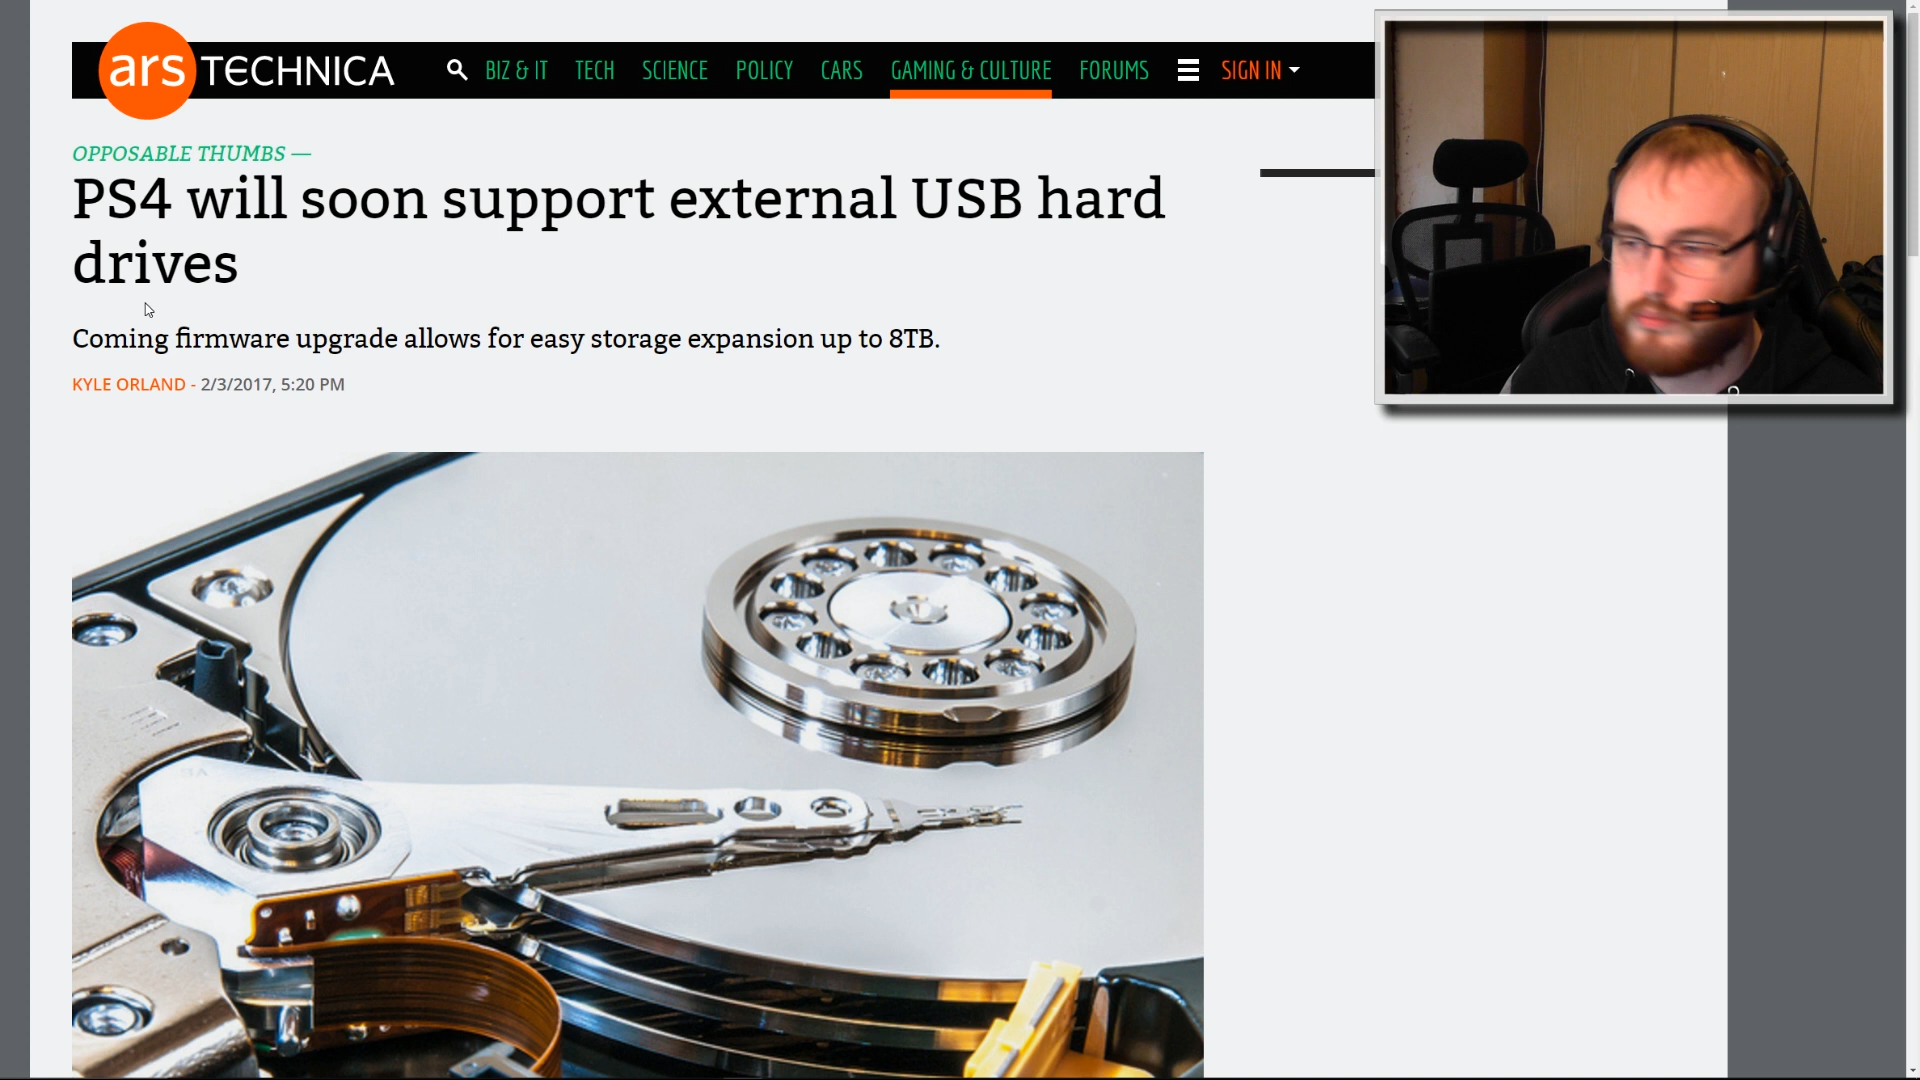 ars TECHNICA BIZ & IT TECH SCIENCE POLICY CARS GAMING & CULTURE FORUMS SIGN IN
OPPOSABLE THUMBS —
PS4 will soon support external USB hard
drives
Coming firmware upgrade allows for easy storage expansion up to 8TB.
KYLE ORLAND - 2/3/2017, 5:20 PM